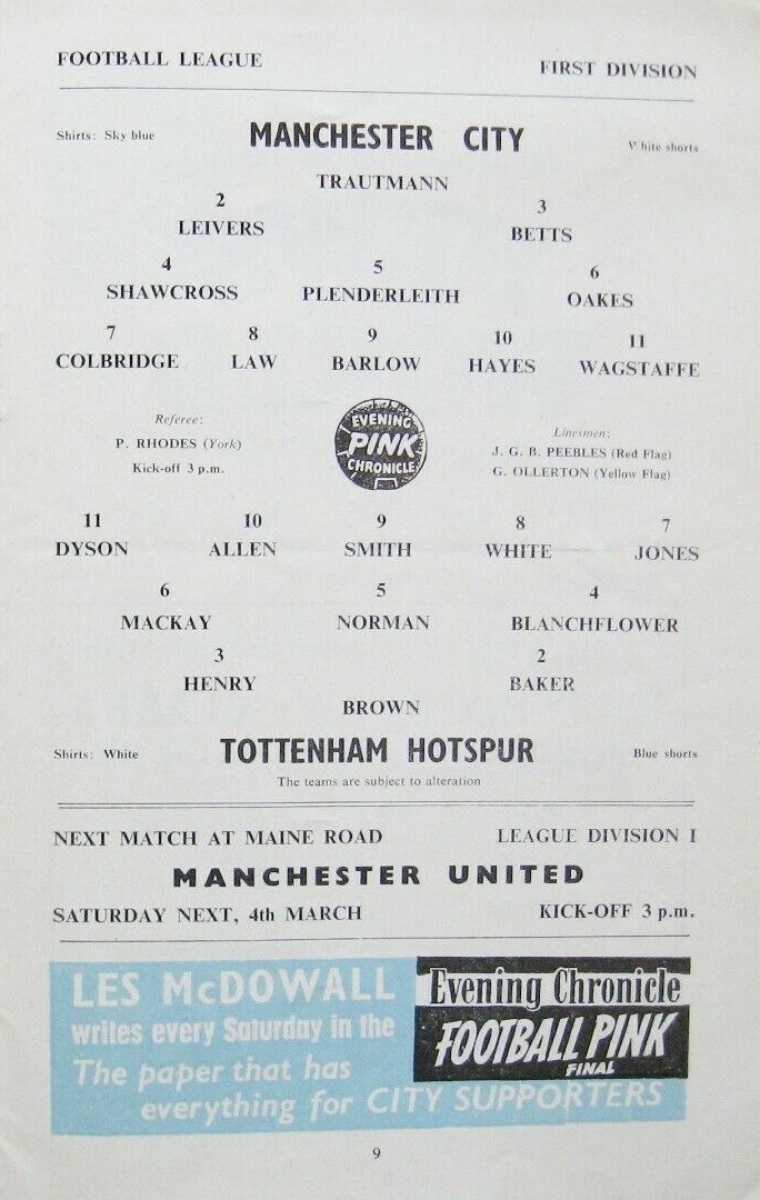 FOOTBALL LEAGUE FIRST DIVISION
Shirts: Sky blue MANCHESTER CITY White shorts
TRAUTMANN
2 3
LEIVERS BETTS
4 5 6
SHAWCROSS PLENDERLEITH OAKES
7 8 9 10 11
COLBRIDGE LAW BARLOW HAYES WAGSTAFFE
Referee:
P. RHODES (York)
Kick-off 3 p.m.
EVENING
PINK
CHRONICLE
Linesmen:
J. G. B. PEEBLES (Red Flag)
G. OLLERTON (Yellow Flag)
11 10 9 8 7
DYSON ALLEN SMITH WHITE JONES
6 5 4
MACKAY NORMAN BLANCHFLOWER
3 2
HENRY BAKER
BROWN
Shirts: White TOTTENHAM HOTSPUR Blue shorts
The teams are subject to alteration
NEXT MATCH AT MAINE ROAD LEAGUE DIVISION I
MANCHESTER UNITED
SATURDAY NEXT, 4th MARCH KICK-OFF 3 p.m.
LES McDOWALL
writes every Saturday in the
Evening Chronicle
FOOTBALL PINK
FINAL
The paper that has
everything for CITY SUPPORTERS
9